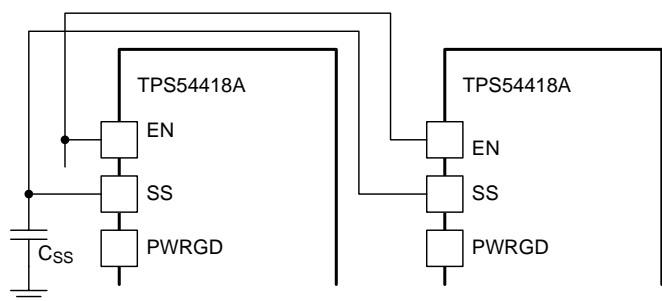 TPS54418A
EN
SS
PWRGD
CSS
TPS54418A
EN
SS
PWRGD